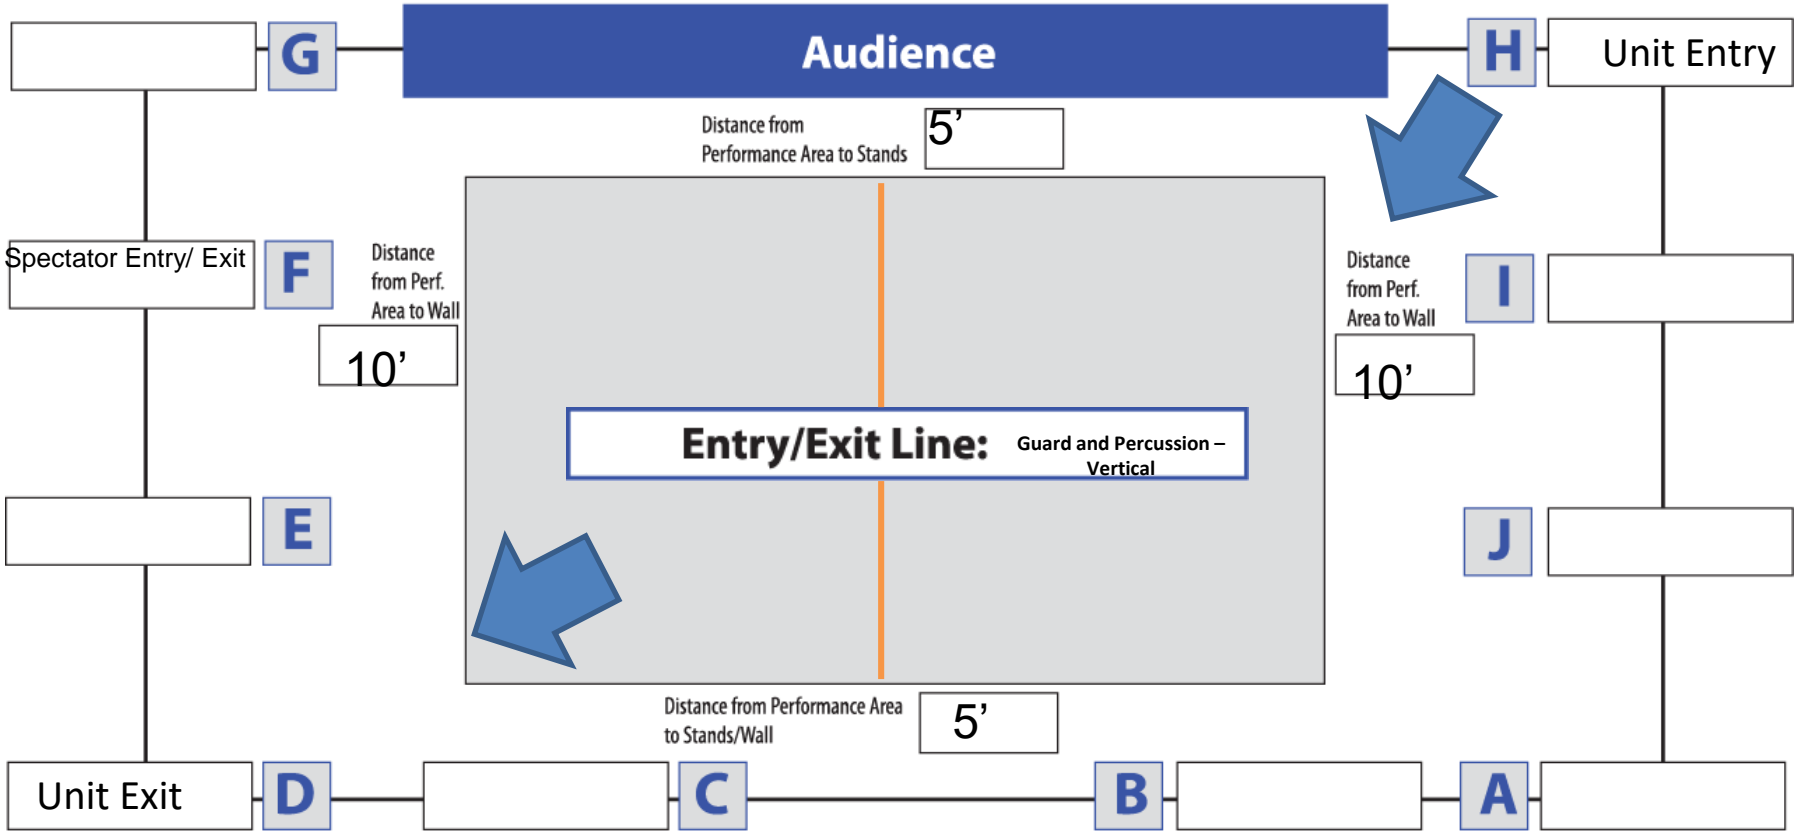 G
Audience
H
Unit Entry
Distance from
Performance Area to Stands
5’
Spectator Entry/ Exit
F
Distance
from Perf.
Area to Wall
10’
Distance
from Perf.
Area to Wall
10’
I
Entry/Exit Line:
Guard and Percussion –
Vertical
E
J
Distance from Performance Area
to Stands/Wall
5’
Unit Exit
D
C
B
A